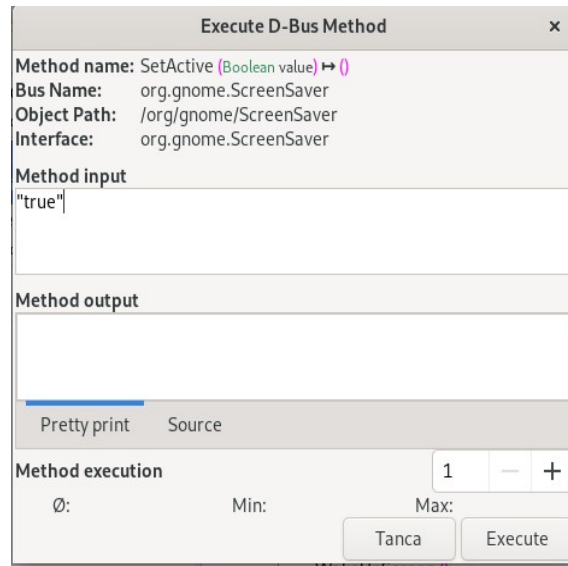 Execute D-Bus Method ×
Method name: SetActive (Boolean value) ↦ ()
Bus Name: org.gnome.ScreenSaver
Object Path: /org/gnome/ScreenSaver
Interface: org.gnome.ScreenSaver
Method input
"true"
Method output
Pretty print Source
Method execution 1 — +
Ø: Min: Max:
Tanca Execute